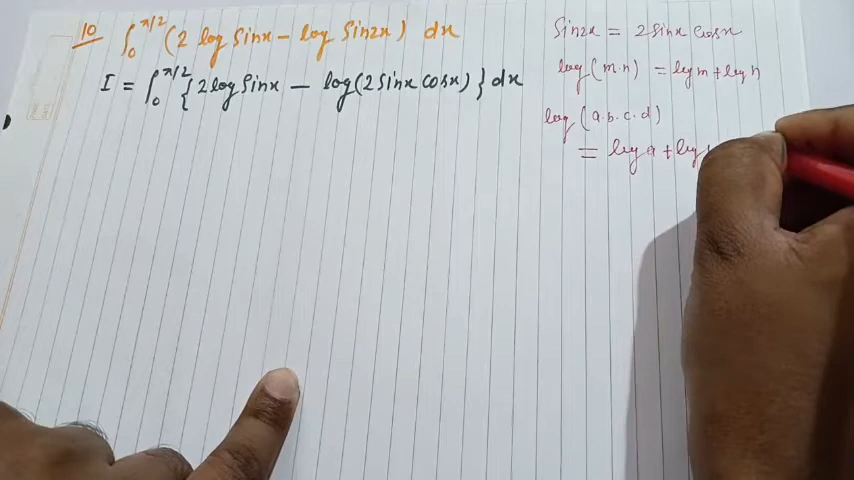 10 ∫₀^π/2 (2 log sinx - log sin2x) dx
I = ∫₀^π/2 {2 log sinx - log(2 sinx cosx)} dx
Sin2x = 2 sinx cosx
log(m.n) = log m + log n
log(a.b.c.d)
= log a + log